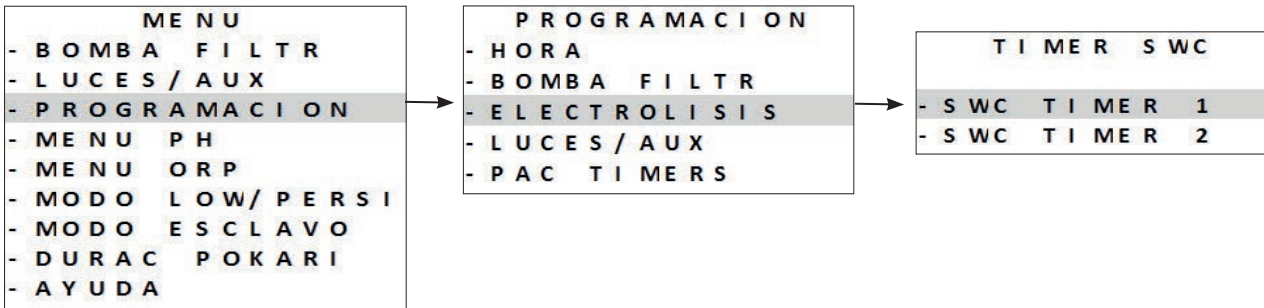 MENU
- BOMBA FILTR
- LUCES/AUX
- PROGRAMACION
- MENU PH
- MENU ORP
- MODO LOW/PERSI
- MODO ESCLAVO
- DURAC POKARI
- AYUDA
PROGRAMACION
- HORA
- BOMBA FILTR
- ELECTROLISIS
- LUCES/AUX
- PAC TIMERS
TIMER SWC
- SWC TIMER 1
- SWC TIMER 2